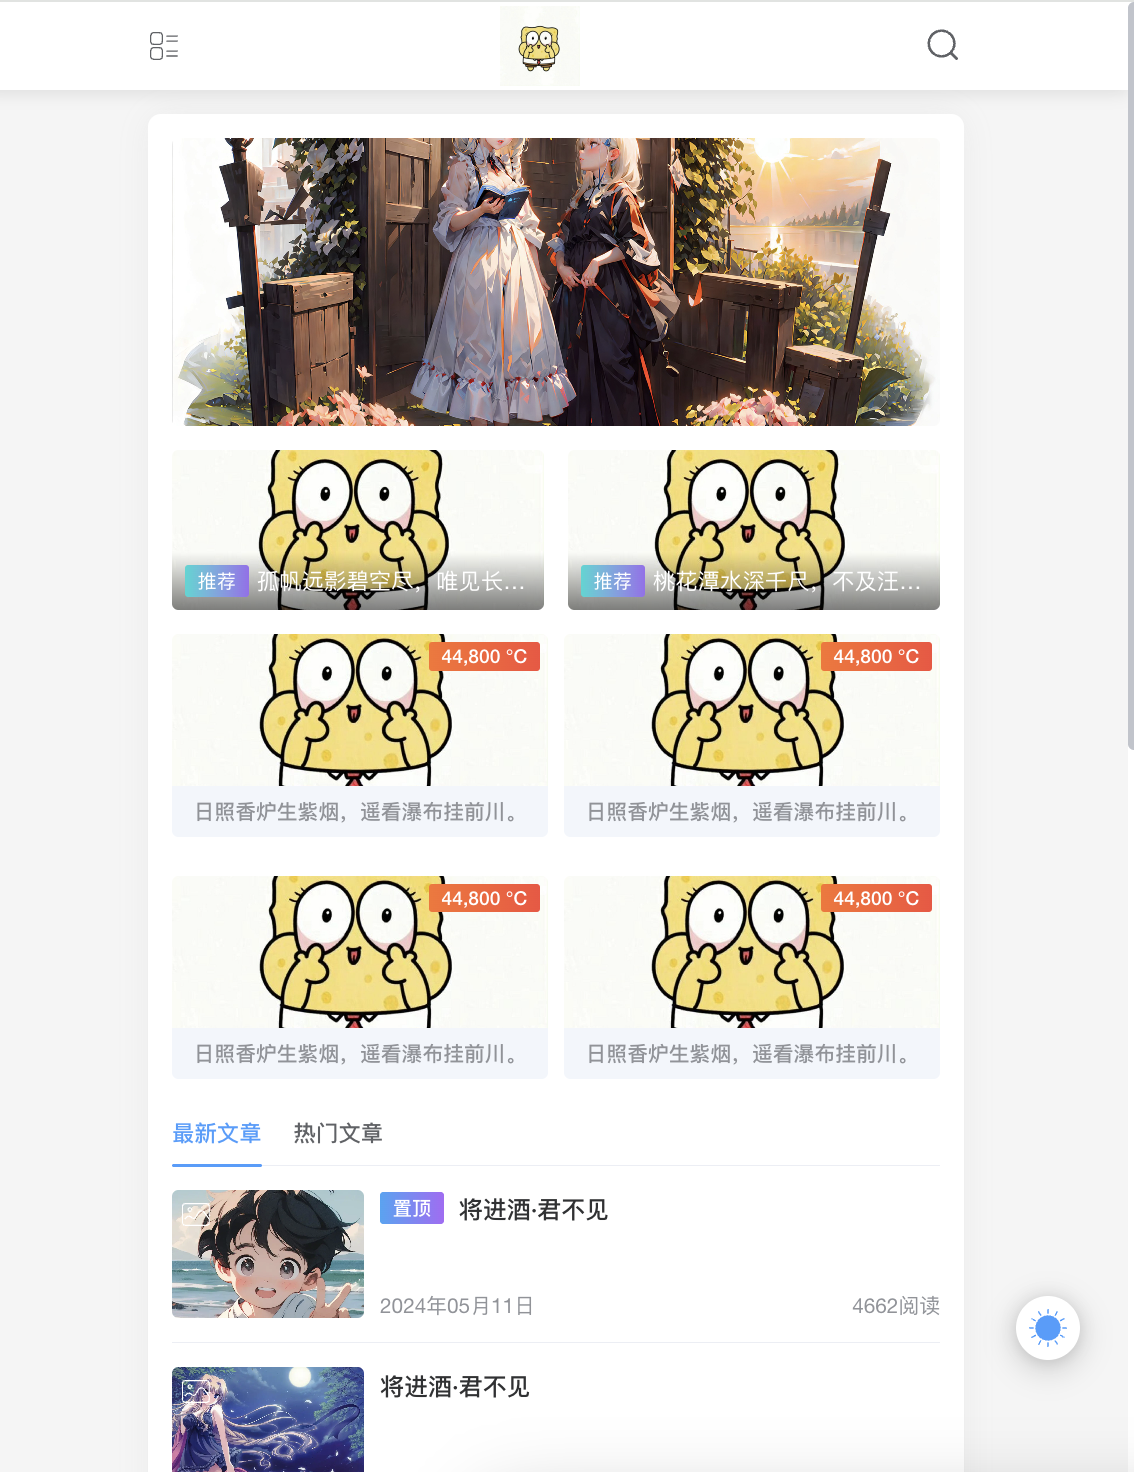 推荐 孤帆远影碧空尽，唯见长...
推荐 桃花潭水深千尺，不及汪...
44,800 °C
44,800 °C
日照香炉生紫烟，遥看瀑布挂前川。
日照香炉生紫烟，遥看瀑布挂前川。
44,800 °C
44,800 °C
日照香炉生紫烟，遥看瀑布挂前川。
日照香炉生紫烟，遥看瀑布挂前川。
最新文章 热门文章
置顶 将进酒·君不见
2024年05月11日 4662阅读
将进酒·君不见